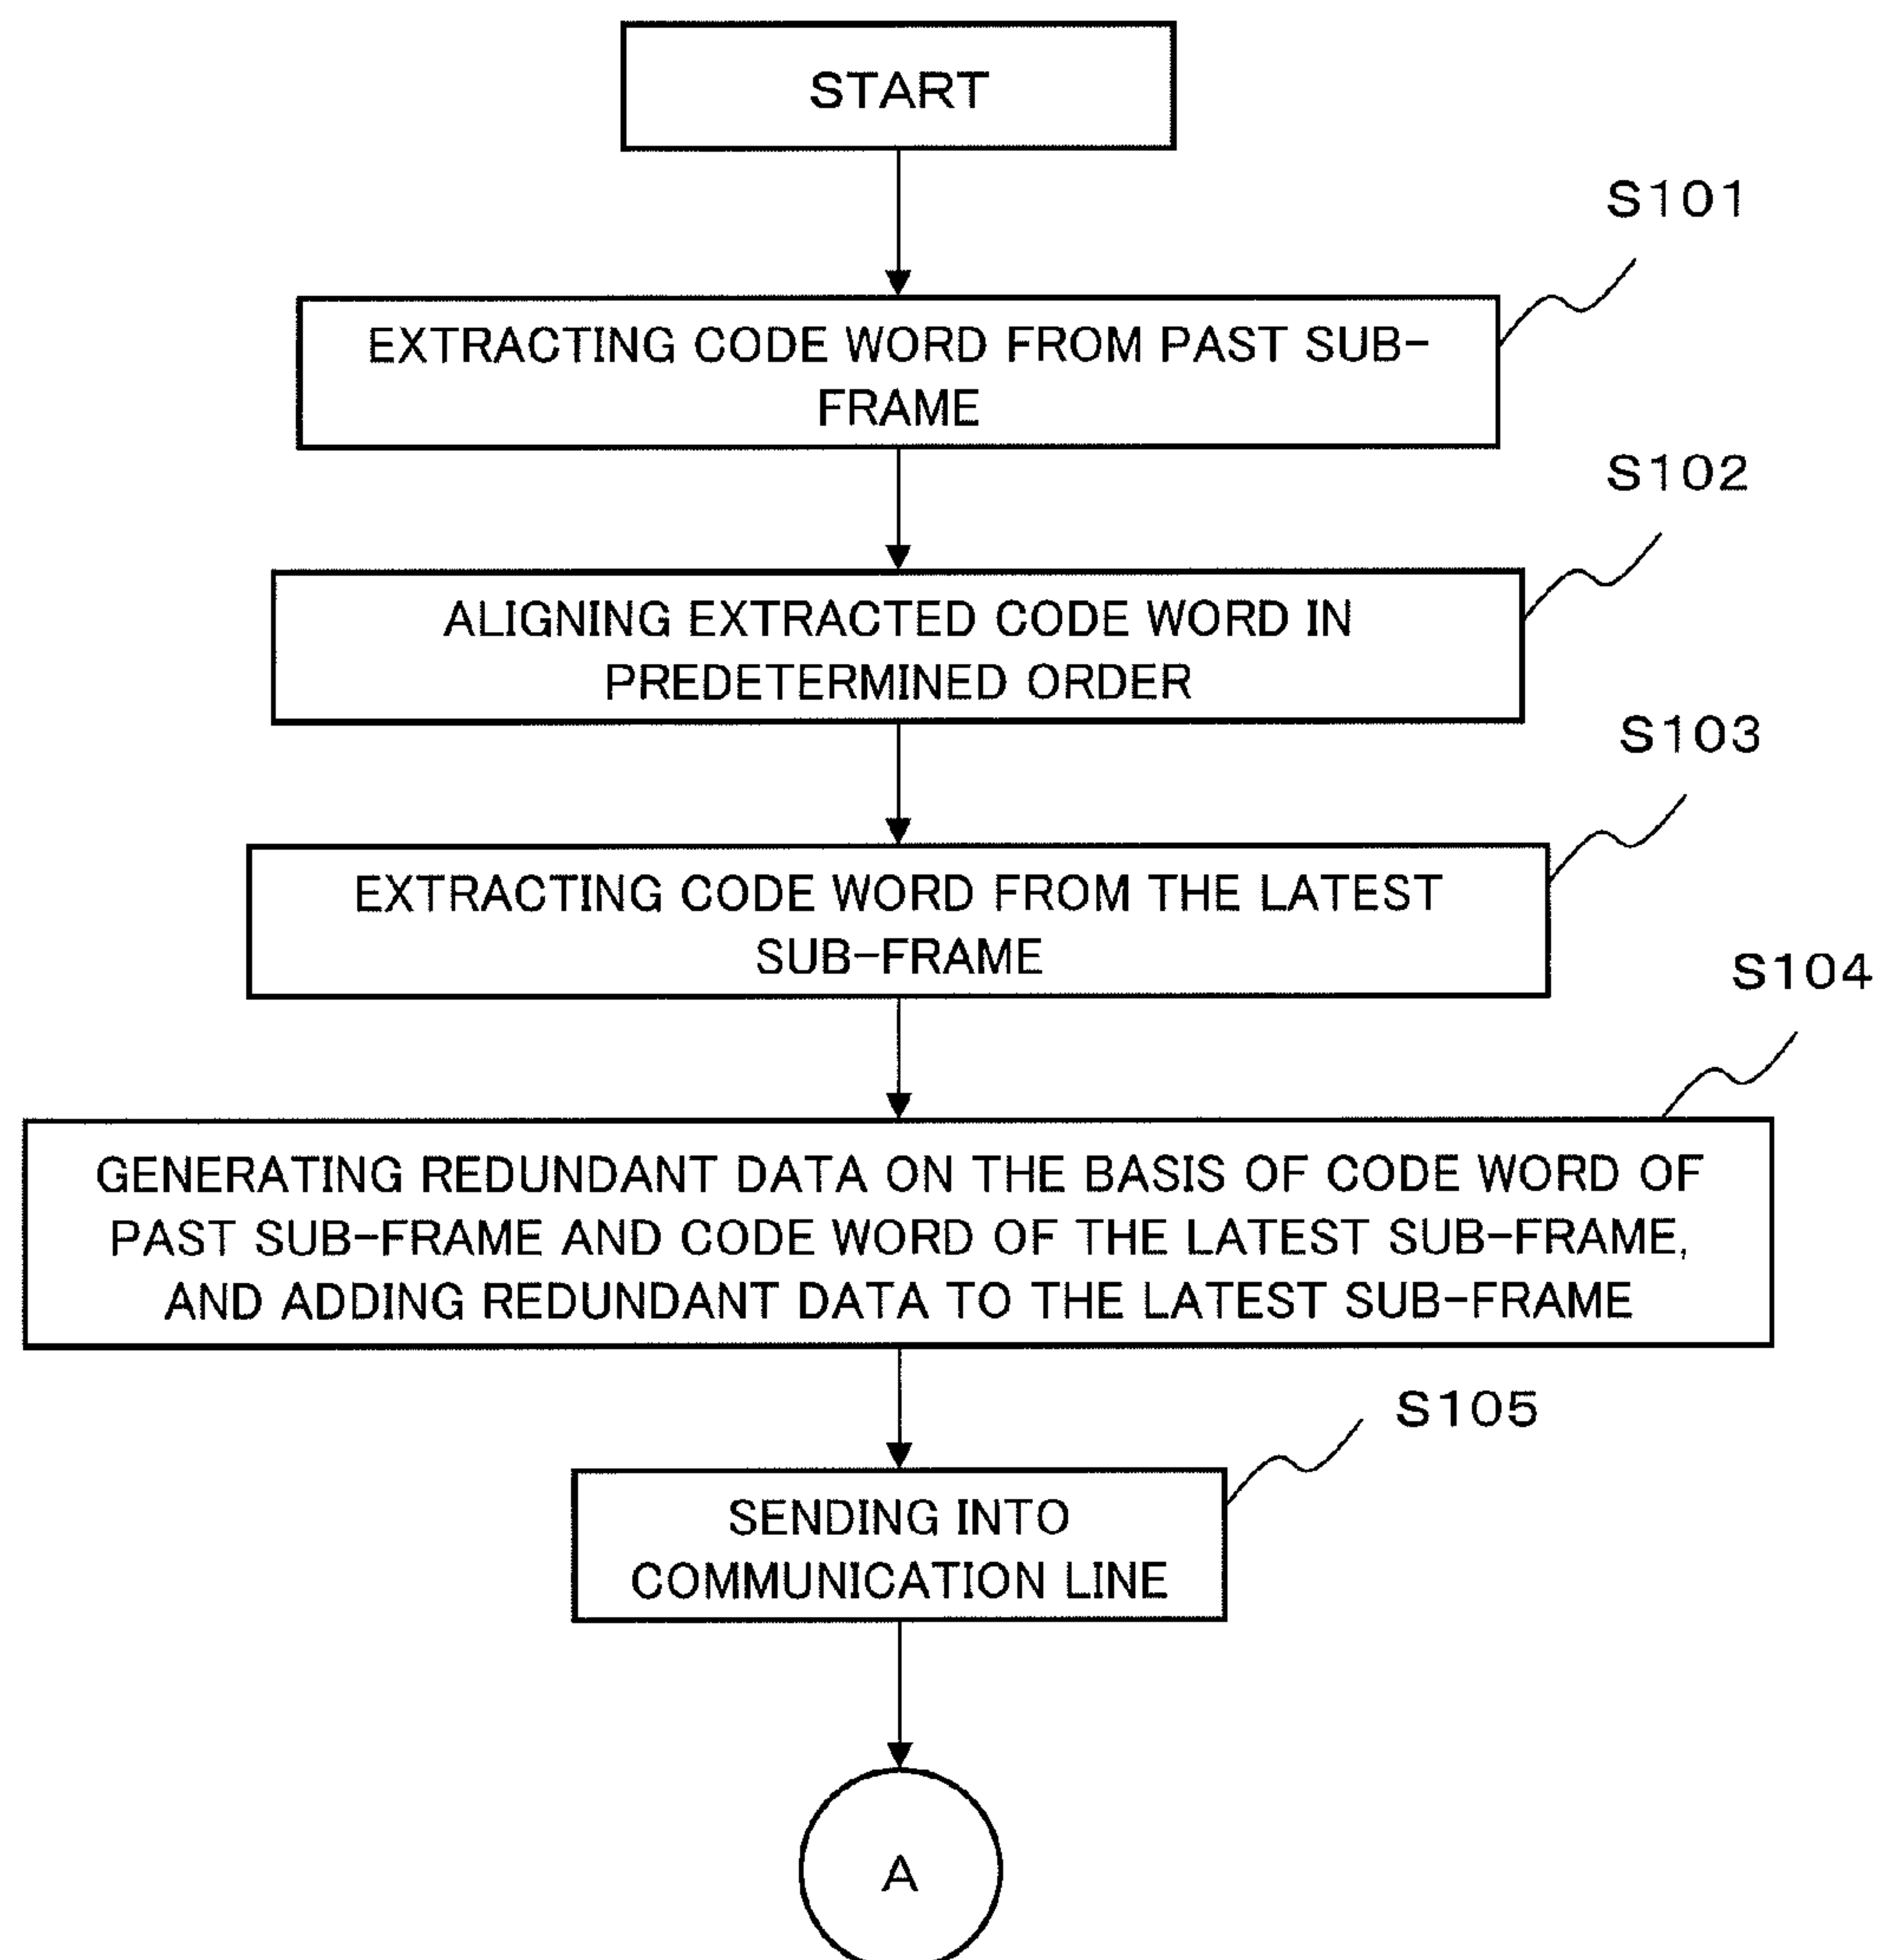 START
S101
EXTRACTING CODE WORD FROM PAST SUB-
FRAME
S102
ALIGNING EXTRACTED CODE WORD IN
PREDETERMINED ORDER
S103
EXTRACTING CODE WORD FROM THE LATEST
SUB-FRAME
S104
GENERATING REDUNDANT DATA ON THE BASIS OF CODE WORD OF
PAST SUB-FRAME AND CODE WORD OF THE LATEST SUB-FRAME,
AND ADDING REDUNDANT DATA TO THE LATEST SUB-FRAME
S105
SENDING INTO
COMMUNICATION LINE
A